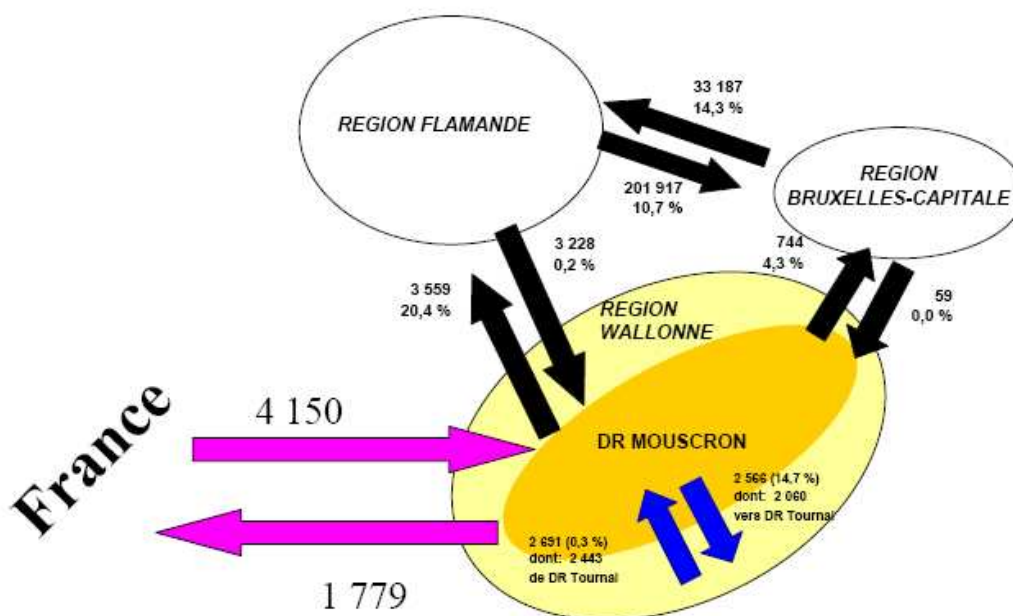 REGION FLAMANDE
33 187
14,3 %
201 917
10,7 %
REGION
BRUXELLES-CAPITALE
3 228
0,2 %
744
4,3 %
3 559
20,4 %
59
0,0 %
REGION
WALLONNE
France
4 150
DR MOUSCRON
2 566 (14,7 %)
dont: 2 060
vers DR Tournai
2 691 (0,3 %)
dont: 2 443
de DR Tournai
1 779